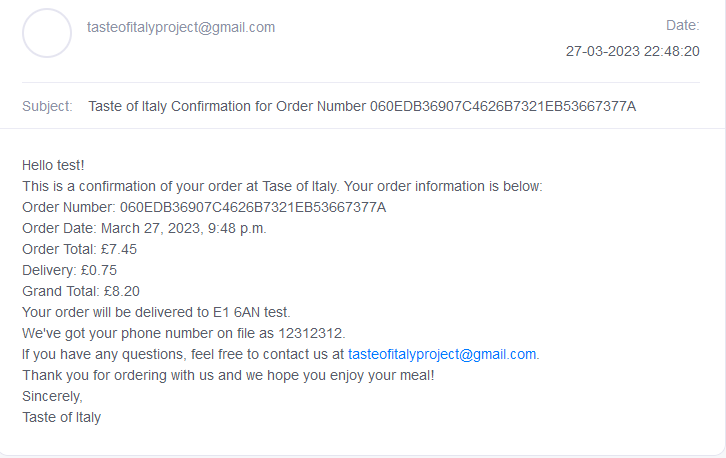 tasteofitalyproject@gmail.com
Date:
27-03-2023 22:48:20
Subject: Taste of Italy Confirmation for Order Number 060EDB36907C4626B7321EB53667377A
Hello test!
This is a confirmation of your order at Tase of Italy. Your order information is below:
Order Number: 060EDB36907C4626B7321EB53667377A
Order Date: March 27, 2023, 9:48 p.m.
Order Total: £7.45
Delivery: £0.75
Grand Total: £8.20
Your order will be delivered to E1 6AN test.
We've got your phone number on file as 12312312.
If you have any questions, feel free to contact us at tasteofitalyproject@gmail.com.
Thank you for ordering with us and we hope you enjoy your meal!
Sincerely,
Taste of Italy